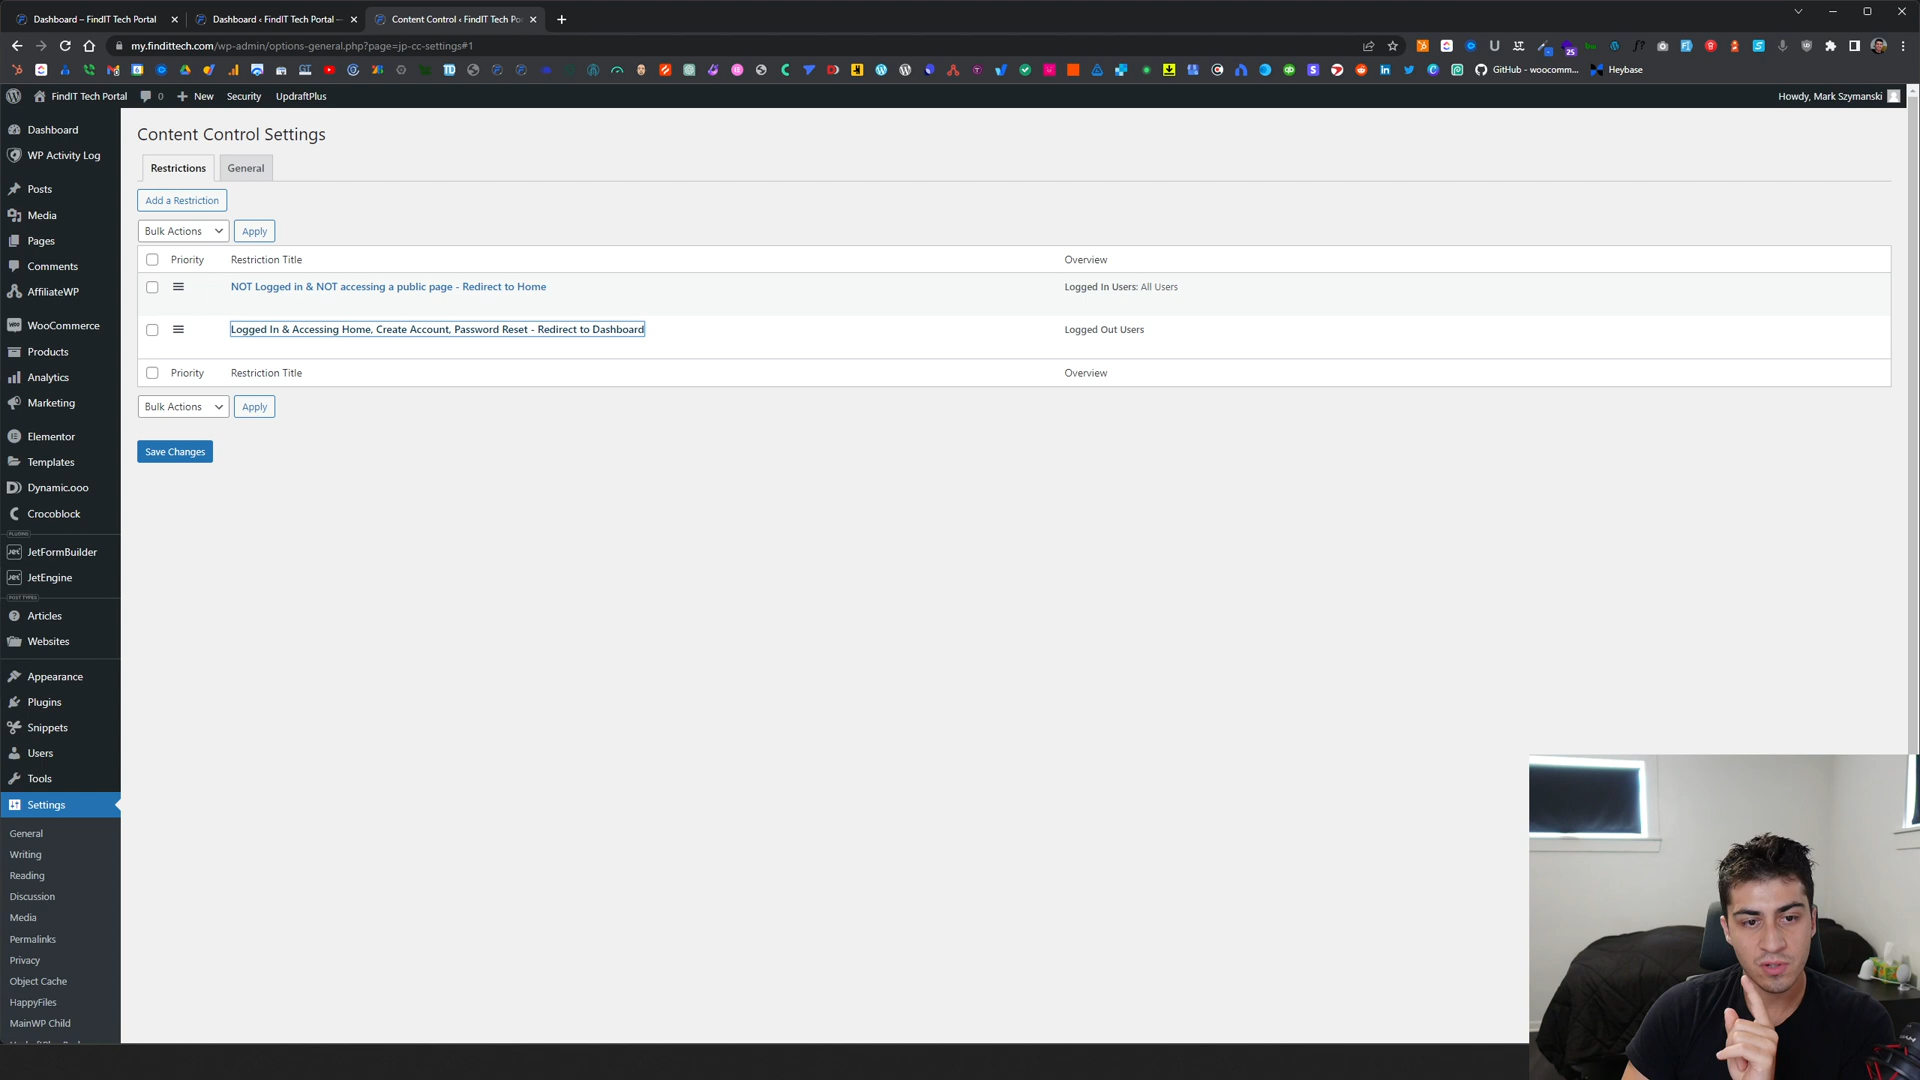 Dashboard – FindIT Tech Portal
Dashboard ‹ FindIT Tech Portal —
Content Control ‹ FindIT Tech Po
my.findittech.com/wp-admin/options-general.php?page=jp-cc-settings#1
GitHub - woocomm...
Heybase
FindIT Tech Portal
0
New
Security
UpdraftPlus
Howdy, Mark Szymanski
Dashboard
WP Activity Log
Posts
Media
Pages
Comments
AffiliateWP
WooCommerce
Products
Analytics
Marketing
Elementor
Templates
Dynamic.ooo
Crocoblock
PLUGINS
JetFormBuilder
JetEngine
POST TYPES
Articles
Websites
Appearance
Plugins
Snippets
Users
Tools
Settings
General
Writing
Reading
Discussion
Media
Permalinks
Privacy
Object Cache
HappyFiles
MainWP Child
Content Control Settings
Restrictions
General
Add a Restriction
Bulk Actions
Apply
Priority
Restriction Title
Overview
NOT Logged in & NOT accessing a public page - Redirect to Home
Logged In Users: All Users
Logged In & Accessing Home, Create Account, Password Reset - Redirect to Dashboard
Logged Out Users
Priority
Restriction Title
Overview
Bulk Actions
Apply
Save Changes